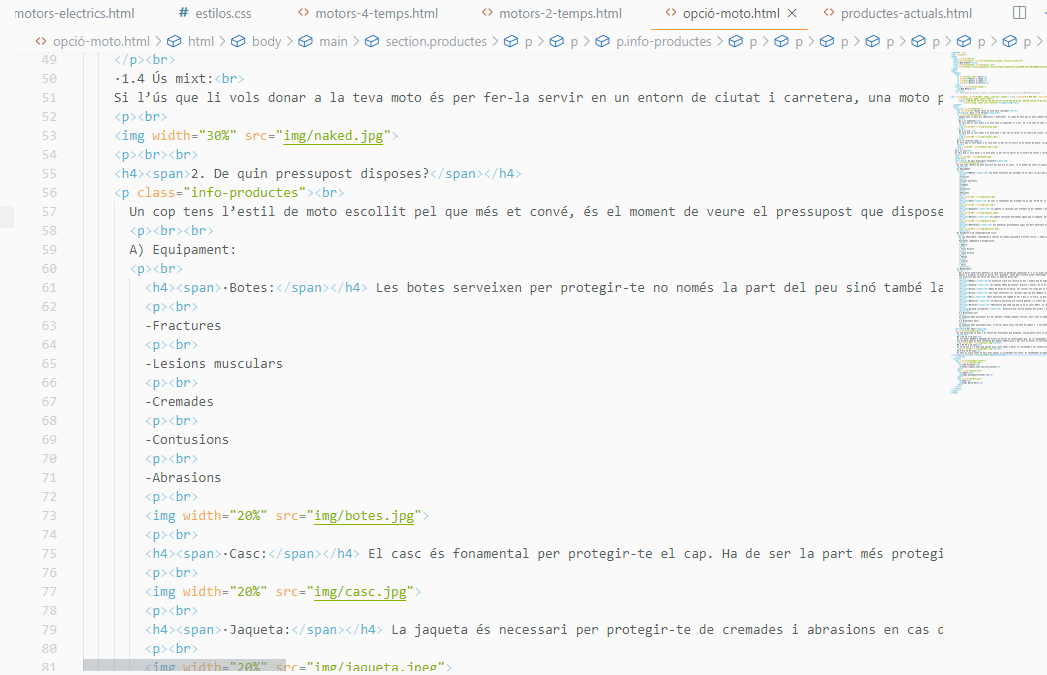 motors-electrics.html # estilos.css <> motors-4-temps.html <> motors-2-temps.html <> opció-moto.html × <> productes-actuals.html
<> opció-moto.html > html > body > main > section.productes > p > p > p.info-productes > p > p > p > p > p > p > p >
49 </p><br>
50 ·1.4 Ús mixt:<br>
51 Si l’ús que li vols donar a la teva moto és per fer-la servir en un entorn de ciutat i carretera, una moto p
52 <p><br>
53 <img width="30%" src="img/naked.jpg">
54 <p><br><br>
55 <h4><span>2. De quin pressupost disposes?</span></h4>
56 <p class="info-productes"><br>
57 Un cop tens l’estil de moto escollit pel que més et convé, és el moment de veure el pressupost que dispose
58 <p><br><br>
59 A) Equipament:
60 <p><br>
61 <h4><span>·Botes:</span></h4> Les botes serveixen per protegir-te no només la part del peu sinó també la
62 <p><br>
63 -Fractures
64 <p><br>
65 -Lesions musculars
66 <p><br>
67 -Cremades
68 <p><br>
69 -Contusions
70 <p><br>
71 -Abrasions
72 <p><br>
73 <img width="20%" src="img/botes.jpg">
74 <p><br>
75 <h4><span>·Casc:</span></h4> El casc és fonamental per protegir-te el cap. Ha de ser la part més protegi
76 <p><br>
77 <img width="20%" src="img/casc.jpg">
78 <p><br>
79 <h4><span>·Jaqueta:</span></h4> La jaqueta és necessari per protegir-te de cremades i abrasions en cas d
80 <p><br>
81 <img width="20%" src="img/jaqueta.jpeg">